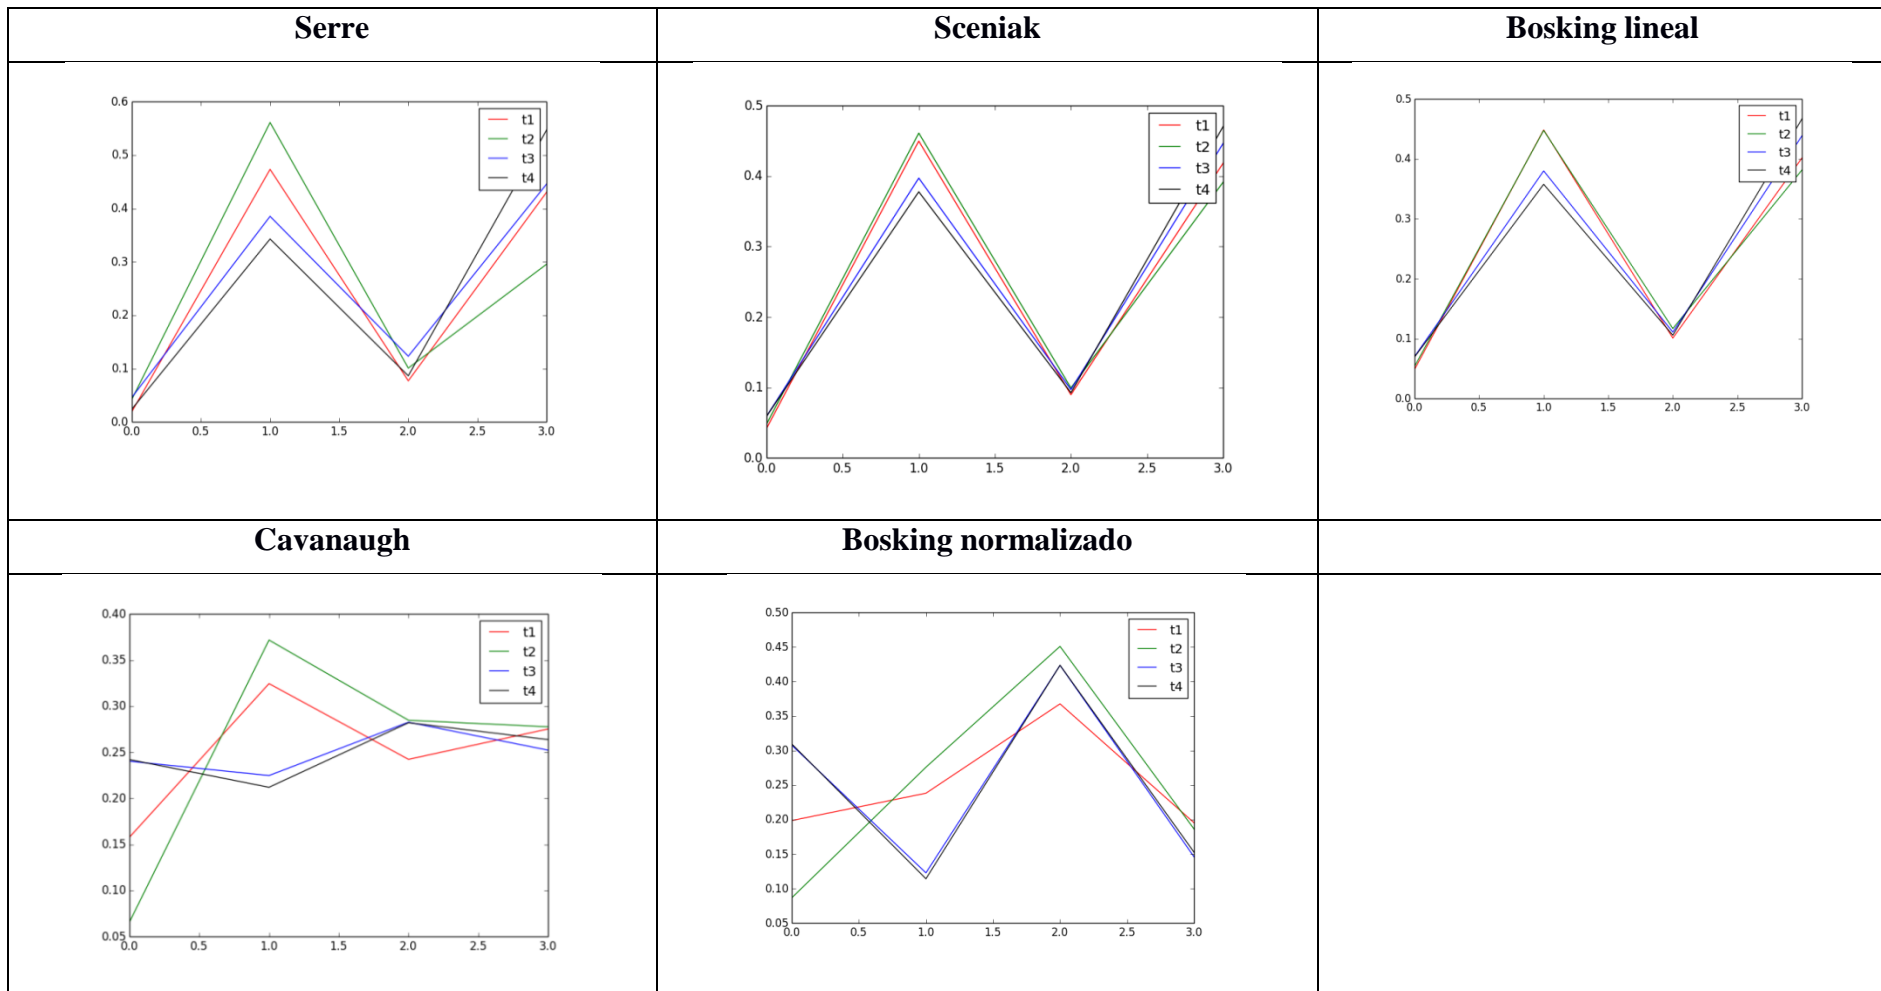 Serre
Sceniak
Bosking lineal
0.6
0.5
0.4
0.3
0.2
0.1
0.0
0.0 0.5 1.0 1.5 2.0 2.5 3.0
t1
t2
t3
t4
0.5
0.4
0.3
0.2
0.1
0.0
0.0 0.5 1.0 1.5 2.0 2.5 3.0
t1
t2
t3
t4
0.5
0.4
0.3
0.2
0.1
0.0
0.0 0.5 1.0 1.5 2.0 2.5 3.0
t1
t2
t3
t4
Cavanaugh
Bosking normalizado
0.40
0.35
0.30
0.25
0.20
0.15
0.10
0.05
0.0 0.5 1.0 1.5 2.0 2.5 3.0
t1
t2
t3
t4
0.50
0.45
0.40
0.35
0.30
0.25
0.20
0.15
0.10
0.05
0.0 0.5 1.0 1.5 2.0 2.5 3.0
t1
t2
t3
t4